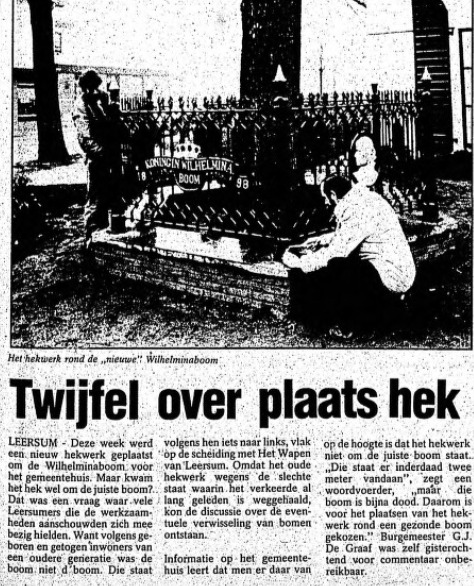 KONINGIN WILHELMINA
BOOM
18 98
Het hekwerk rond de „nieuwe” Wilhelminaboom
Twijfel over plaats hek
LEERSUM - Deze week werd
een nieuw hekwerk geplaatst
om de Wilhelminaboom voor
het gemeentehuis. Maar kwam
het hek wel om de juiste boom?
Dat was een vraag waar vele
Leersumers die de werkzaam-
heden aanschouwden zich mee
bezig hielden. Want volgens ge-
boren en getogen inwoners van
een oudere generatie was de
boom niet d' boom. Die staat
volgens hen iets naar links, vlak
op de scheiding met Het Wapen
van Leersum. Omdat het oude
hekwerk wegens de slechte
staat waarin het verkeerde al
lang geleden is weggehaald,
kon de discussie over de even-
tuele verwisseling van bomen
ontstaan.
Informatie op het gemeente-
huis leert dat men er daar van
op de hoogte is dat het hekwerk
niet om de juiste boom staat.
„Die staat er inderdaad twee
meter vandaan”, zegt een
woordvoerder, „maar die
boom is bijna dood. Daarom is
voor het plaatsen van het hek-
werk rond een gezonde boom
gekozen.” Burgemeester G.J.
De Graaf was zelf gisteroch-
tend voor commentaar onbe-
reikbaar.